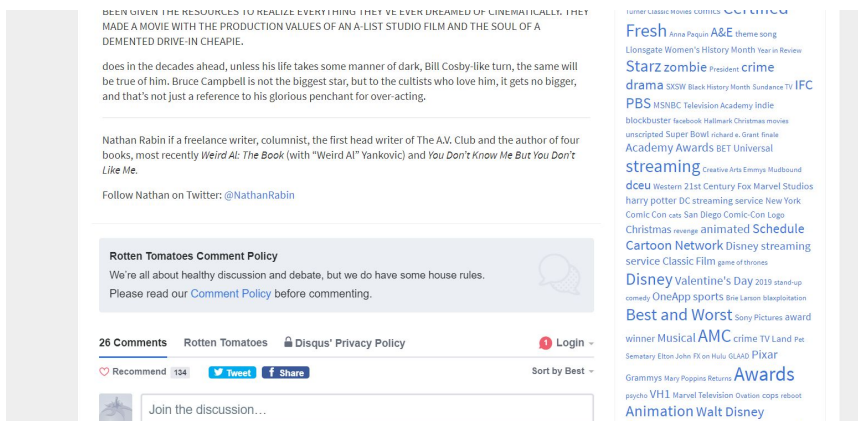 BEEN GIVEN THE RESOURCES TO REALIZE EVERYTHING THEY'VE EVER DREAMED OF CINEMATICALLY. THEY
MADE A MOVIE WITH THE PRODUCTION VALUES OF AN A-LIST STUDIO FILM AND THE SOUL OF A
DEMENTED DRIVE-IN CHEAPIE.
does in the decades ahead, unless his life takes some manner of dark, Bill Cosby-like turn, the same will
be true of him. Bruce Campbell is not the biggest star, but to the cultists who love him, it gets no bigger,
and that's not just a reference to his glorious penchant for over-acting.
Nathan Rabin if a freelance writer, columnist, the first head writer of The A.V. Club and the author of four
books, most recently Weird Al: The Book (with "Weird Al" Yankovic) and You Don't Know Me But You Don't
Like Me.
Follow Nathan on Twitter: @NathanRabin
Rotten Tomatoes Comment Policy
We're all about healthy discussion and debate, but we do have some house rules.
Please read our Comment Policy before commenting.
26 Comments Rotten Tomatoes Disqus' Privacy Policy 1 Login
Recommend 134 Tweet f Share Sort by Best
Join the discussion…
Turner Classic Movies comics Certified
Fresh Anna Paquin A&E theme song
Lionsgate Women's History Month Year in Review
Starz zombie President crime
drama SXSW Black History Month Sundance TV IFC
PBS MSNBC Television Academy indie
blockbuster facebook Hallmark Christmas movies
unscripted Super Bowl richard e. Grant finale
Academy Awards BET Universal
streaming Creative Arts Emmys Mudbound
dceu Western 21st Century Fox Marvel Studios
harry potter DC streaming service New York
Comic Con cats San Diego Comic-Con Logo
Christmas revenge animated Schedule
Cartoon Network Disney streaming
service Classic Film game of thrones
Disney Valentine's Day 2019 stand-up
comedy OneApp sports Brie Larson blaxploitation
Best and Worst Sony Pictures award
winner Musical AMC crime TV Land Pet
Sematary Elton John FX on Hulu GLAAD Pixar
Grammys Mary Poppins Returns Awards
psycho VH1 Marvel Television Ovation cops reboot
Animation Walt Disney